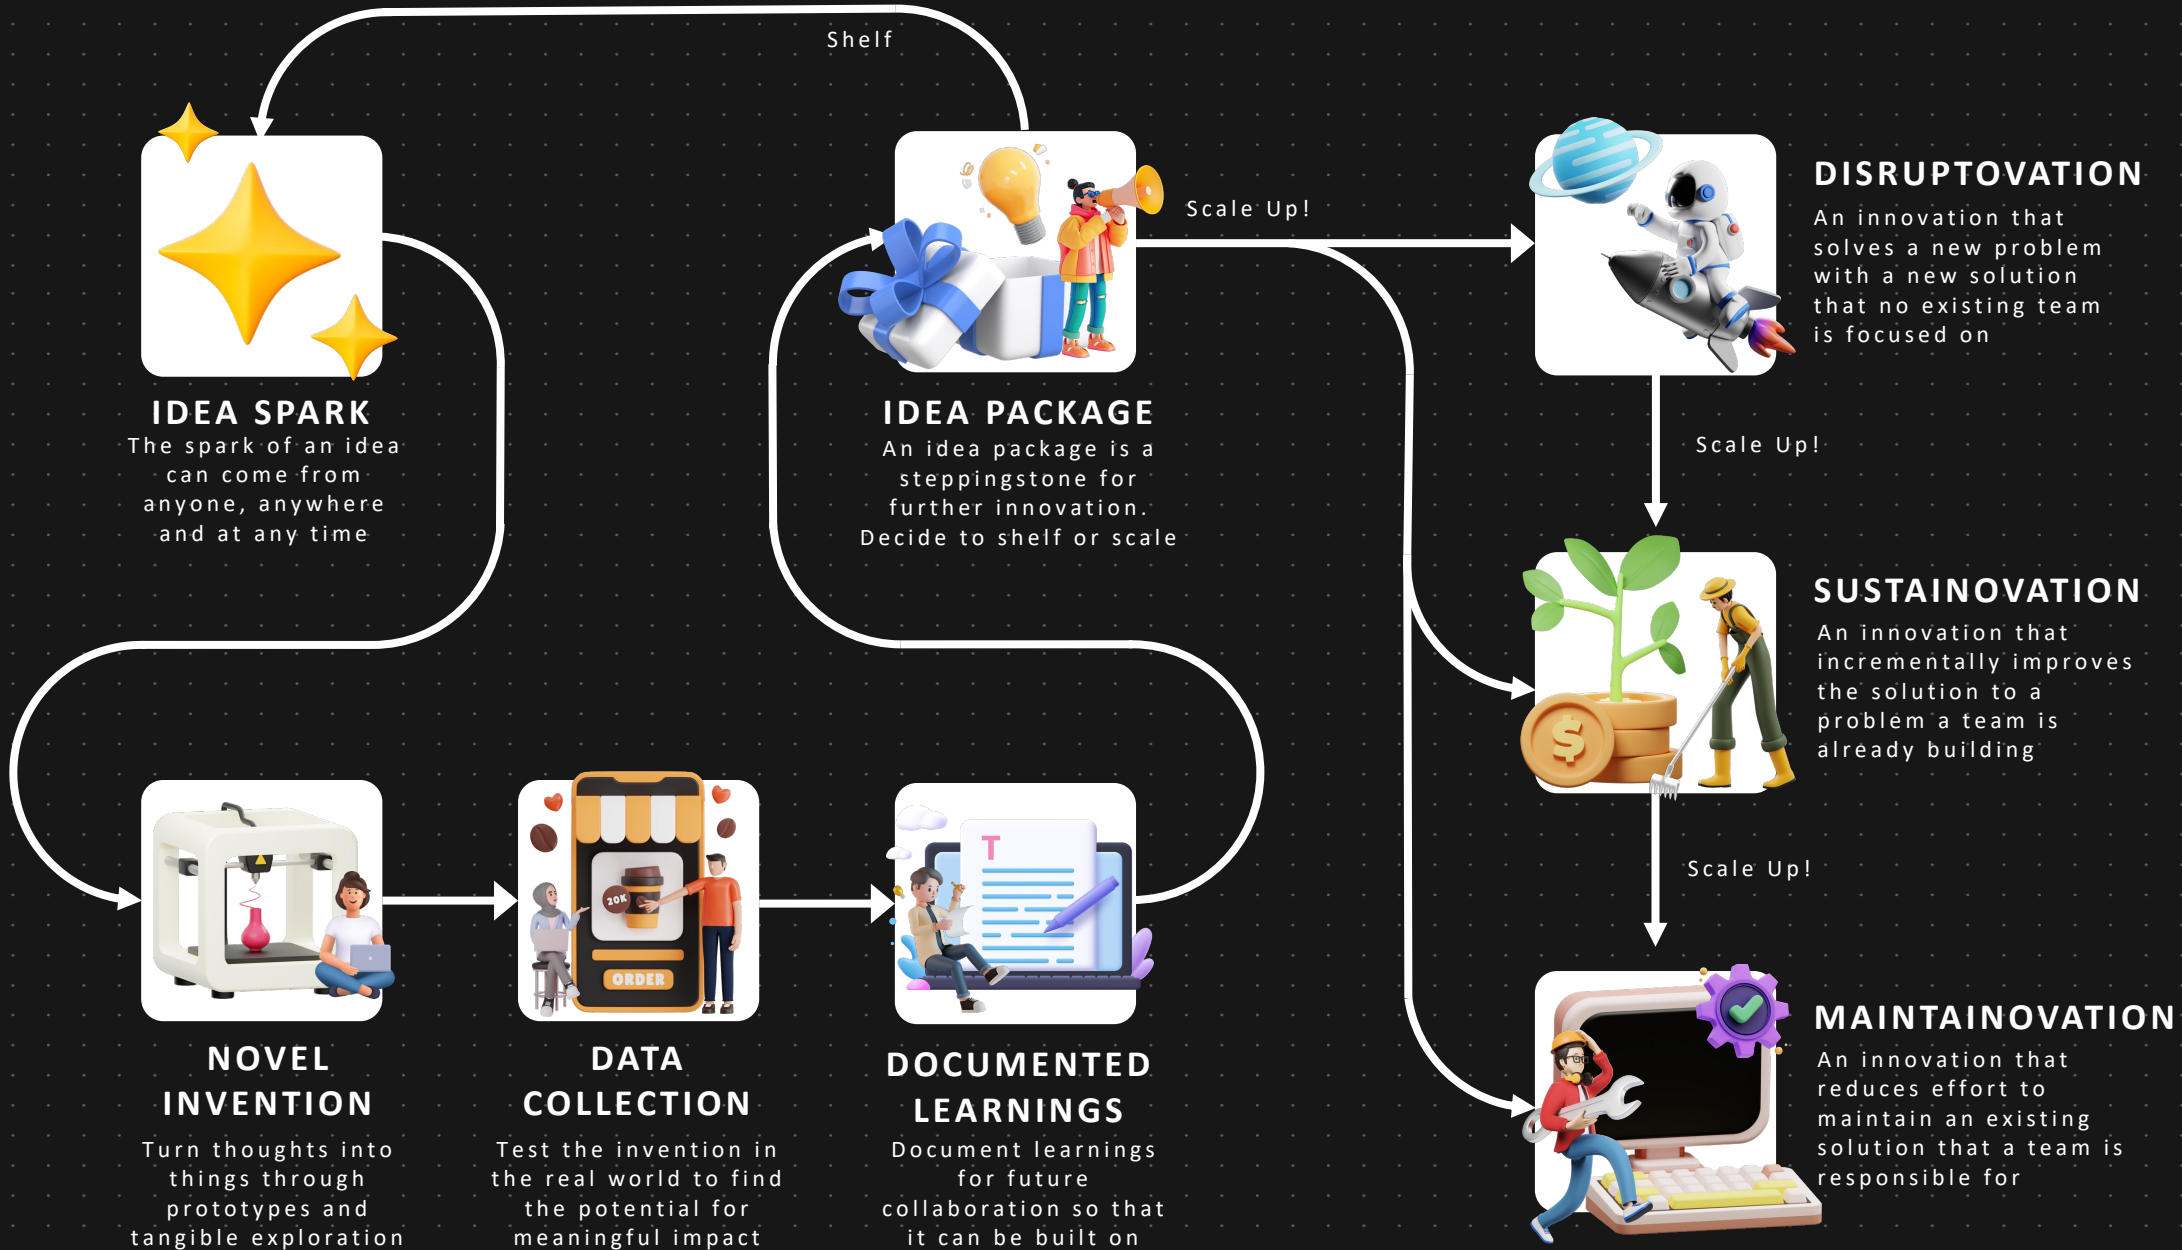 Shelf
Scale Up!
IDEA SPARK
The spark of an idea
can come from
anyone, anywhere
and at any time
IDEA PACKAGE
An idea package is a
steppingstone for
further innovation.
Decide to shelf or scale
DISRUPTOVATION
An innovation that
solves a new problem
with a new solution
that no existing team
is focused on
Scale Up!
SUSTAINOVATION
An innovation that
incrementally improves
the solution to a
problem a team is
already building
$
Scale Up!
T
20K
ORDER
NOVEL
INVENTION
Turn thoughts into
things through
prototypes and
tangible exploration
DATA
COLLECTION
Test the invention in
the real world to find
the potential for
meaningful impact
DOCUMENTED
LEARNINGS
Document learnings
for future
collaboration so that
it can be built on
MAINTAINOVATION
An innovation that
reduces effort to
maintain an existing
solution that a team is
responsible for